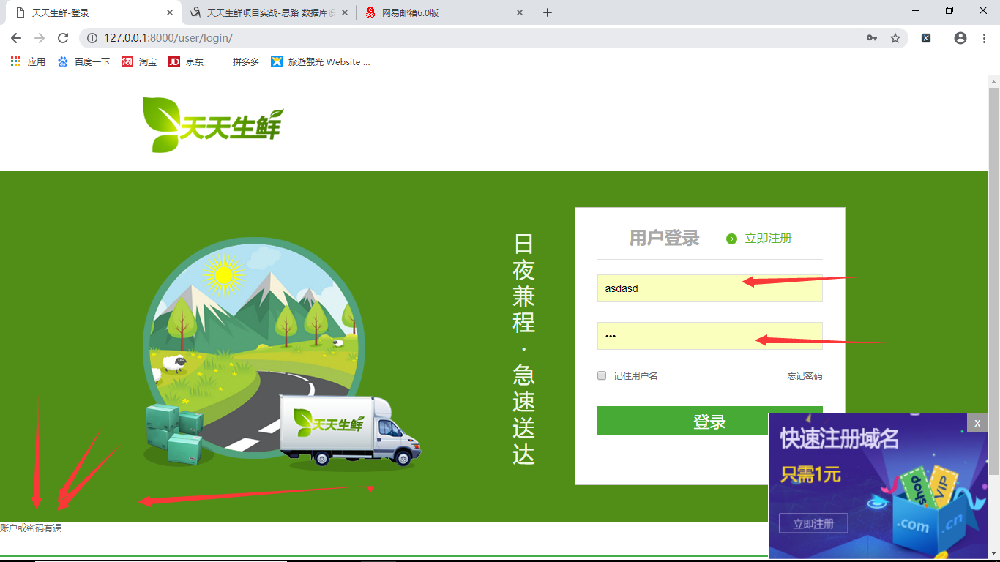 天天生鲜-登录
天天生鲜项目实战-思路 数据库设
网易邮箱6.0版
127.0.0.1:8000/user/login/
应用 百度一下 淘宝 京东 拼多多 旅遊觀光 Website ...
天天生鲜
日夜兼程·急速送达
用户登录 立即注册
asdasd
•••
记住用户名 忘记密码
登录
天天生鲜
x
快速注册域名
只需1元
shop
VIP
.com
.cn
立即注册
账户或密码有误